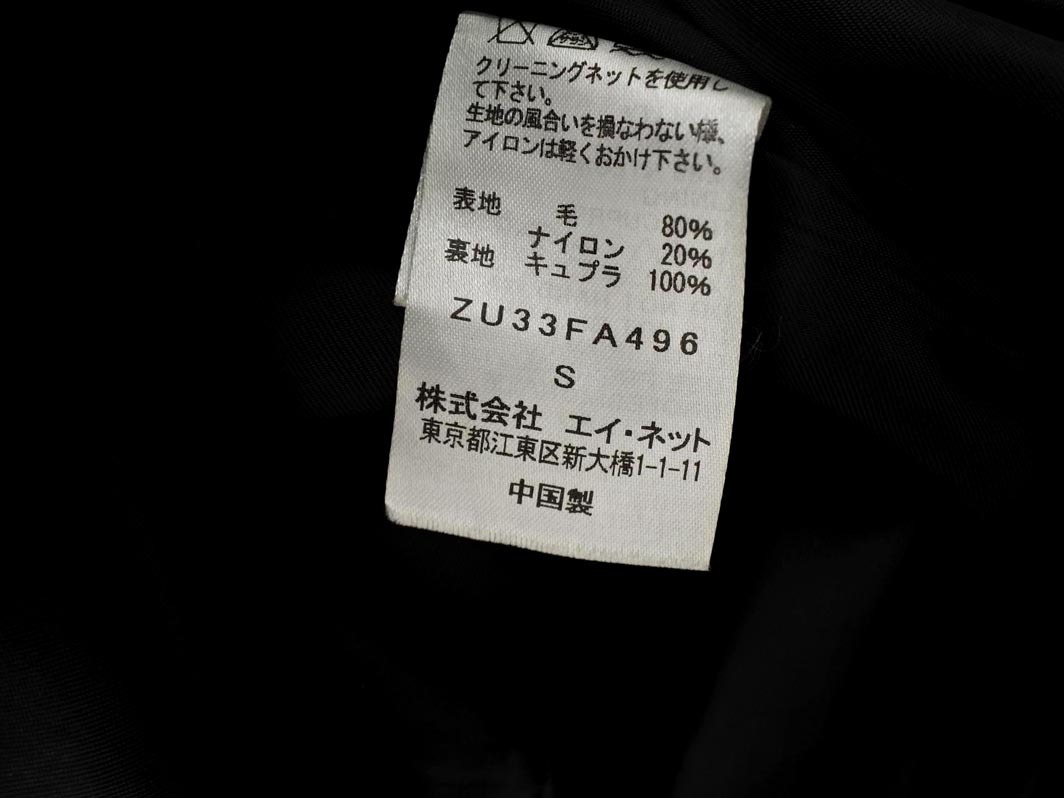 クリーニングネットを使用し
て下さい。
生地の風合いを損なわない様、
アイロンは軽くおかけ下さい。
表地 毛 80%
ナイロン 20%
裏地 キュプラ 100%
ZU33FA496
S
株式会社 エイ・ネット
東京都江東区新大橋1-1-11
中国製